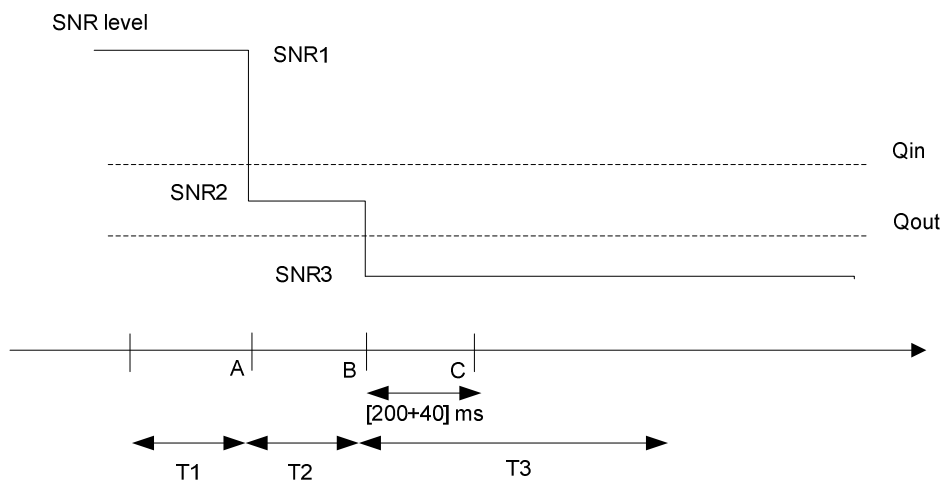 SNR level
SNR1
Qin
SNR2
Qout
SNR3
A
B
C
[200+40] ms
T1
T2
T3